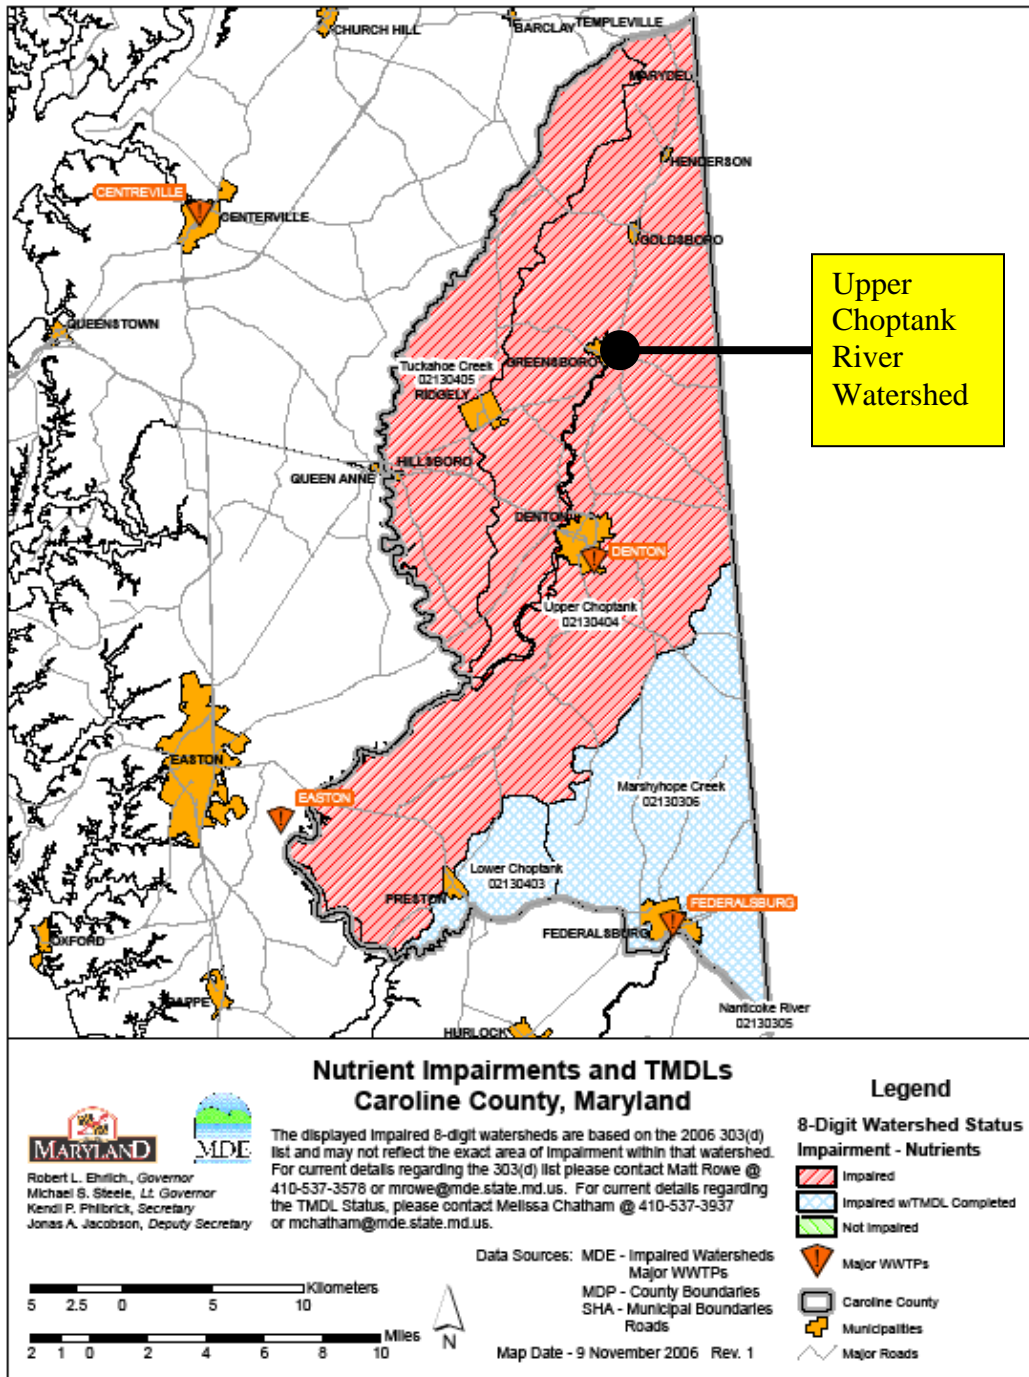 CHURCH HILL
BARCLAY
TEMPLEVILLE
MARYDEL
HENDERSON
CENTREVILLE
CENTERVILLE
GOLDSBORO
Upper
Choptank
River
Watershed
QUEENSTOWN
GREENSBORO
Tuckahoe Creek
02130405
RIDGELY
HILLSBORO
QUEEN ANNE
DENTON
DENTON
Upper Choptank
02130404
EASTON
EASTON
Marshyhope Creek
02130306
Lower Choptank
02130403
PRESTON
FEDERALSBURG
FEDERALSBURG
OXFORD
TRAPPE
HURLOCK
Nanticoke River
02130305
Nutrient Impairments and TMDLs
Caroline County, Maryland
MARYLAND
MDE
Robert L. Ehrlich, Governor
Michael S. Steele, Lt. Governor
Kendl P. Philbrick, Secretary
Jonas A. Jacobson, Deputy Secretary
The displayed impaired 8-digit watersheds are based on the 2006 303(d)
list and may not reflect the exact area of impairment within that watershed.
For current details regarding the 303(d) list please contact Matt Rowe @
410-537-3578 or mrowe@mde.state.md.us. For current details regarding
the TMDL Status, please contact Melissa Chatham @ 410-537-3937
or mchatham@mde.state.md.us.
Data Sources: MDE - Impaired Watersheds
Major WWTPs
MDP - County Boundaries
SHA - Municipal Boundaries
Roads
Map Date - 9 November 2006 Rev. 1
Kilometers
5 2.5 0 5 10
Miles
2 1 0 2 4 6 8 10
N
Legend
8-Digit Watershed Status
Impairment - Nutrients
Impaired
Impaired w/TMDL Completed
Not Impaired
Major WWTPs
Caroline County
Municipalities
Major Roads